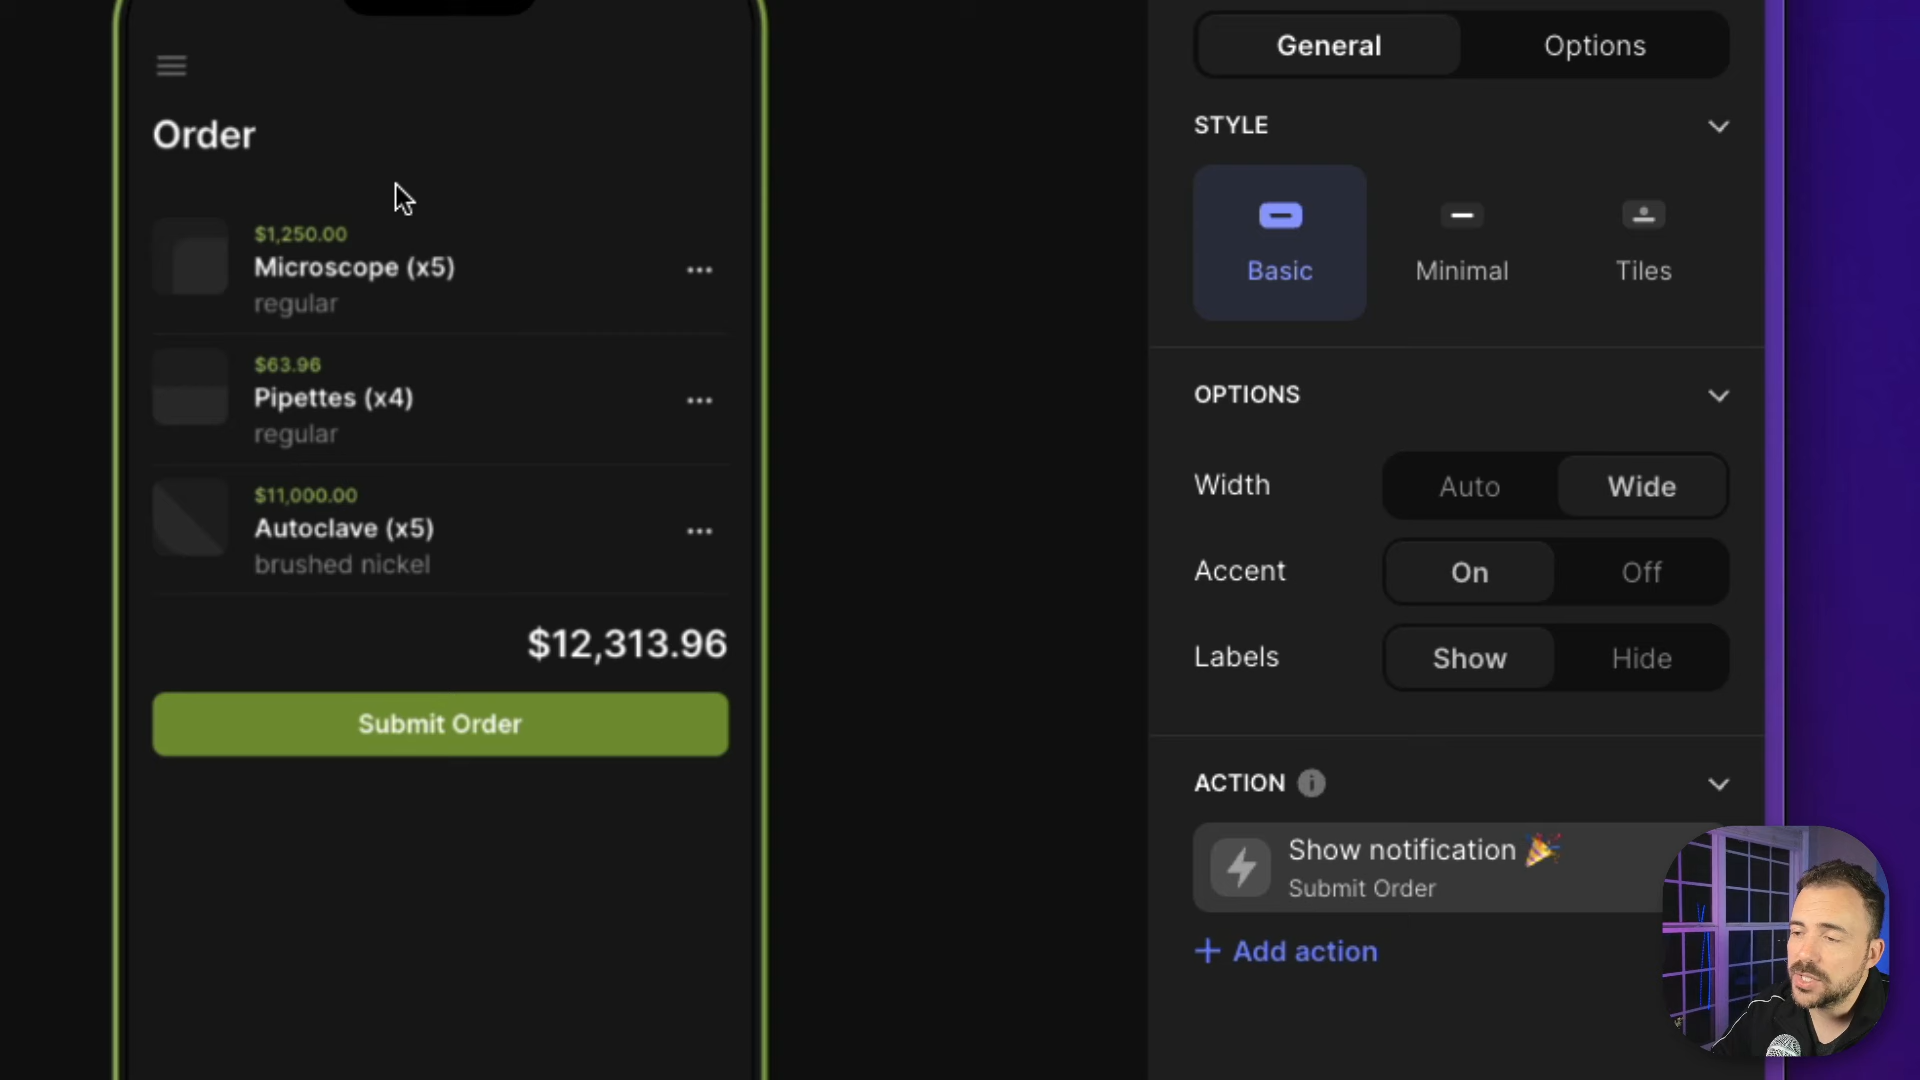 Order
$1,250.00
Microscope (x5)
regular
$63.96
Pipettes (x4)
regular
$11,000.00
Autoclave (x5)
brushed nickel
$12,313.96
Submit Order
General Options
STYLE
Basic Minimal Tiles
OPTIONS
Width Auto Wide
Accent On Off
Labels Show Hide
ACTION
Show notification 🎉
Submit Order
+ Add action